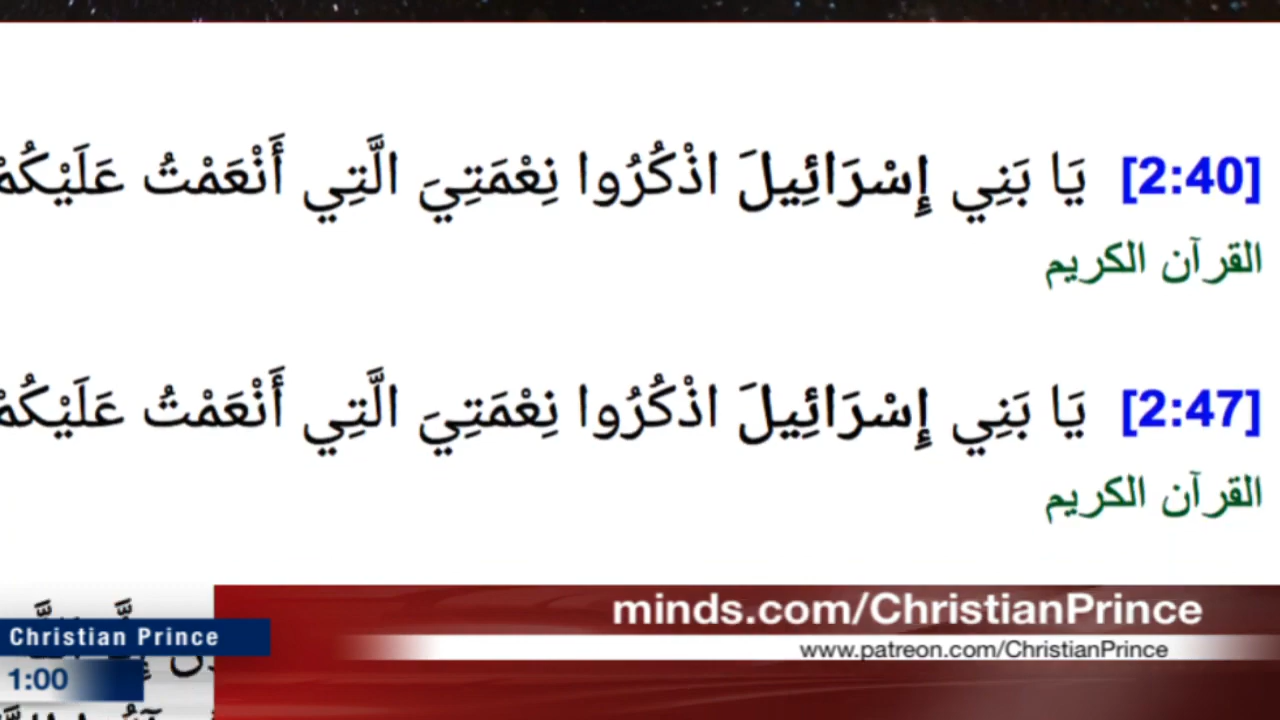 [2:40] يَا بَنِي إِسْرَائِيلَ اذْكُرُوا نِعْمَتِيَ الَّتِي أَنْعَمْتُ عَلَيْكُمْ
القرآن الكريم
[2:47] يَا بَنِي إِسْرَائِيلَ اذْكُرُوا نِعْمَتِيَ الَّتِي أَنْعَمْتُ عَلَيْكُمْ
القرآن الكريم
minds.com/ChristianPrince
www.patreon.com/ChristianPrince
Christian Prince
1:00